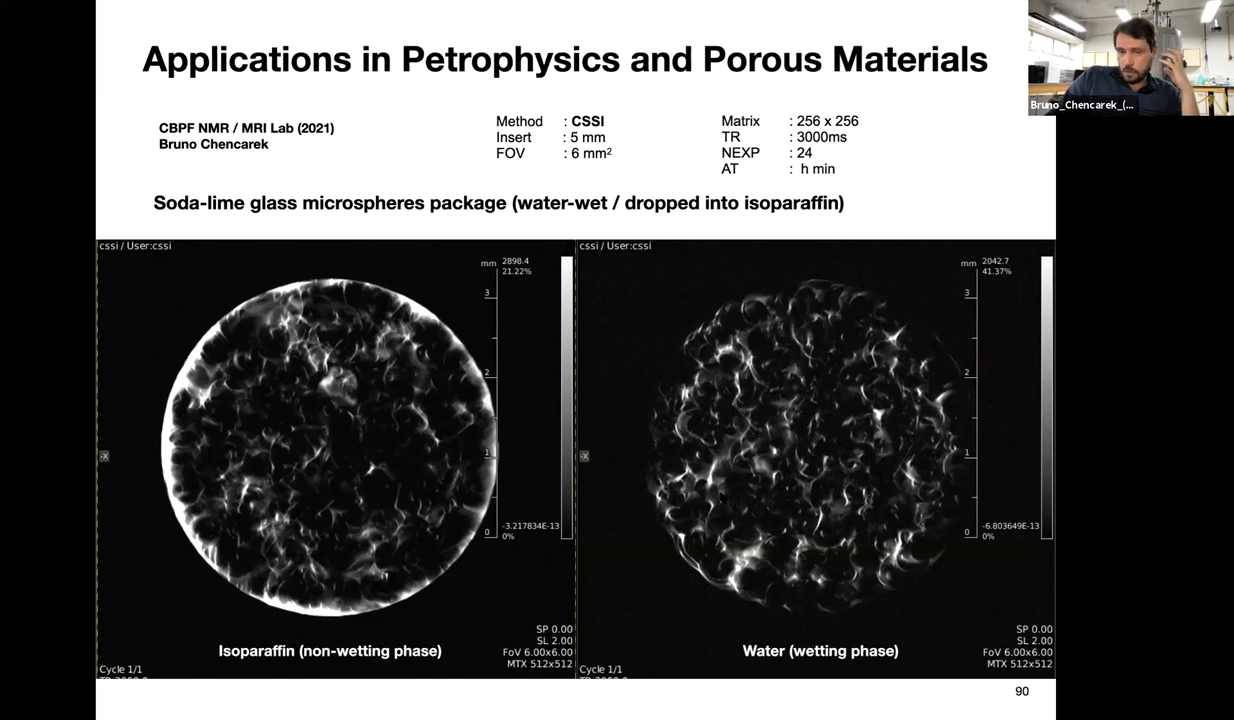 Applications in Petrophysics and Porous Materials
Bruno_Chencarek_(...
CBPF NMR / MRI Lab (2021)
Bruno Chencarek
Method : CSSI
Insert : 5 mm
FOV : 6 mm²
Matrix : 256 x 256
TR : 3000ms
NEXP : 24
AT : h min
Soda-lime glass microspheres package (water-wet / dropped into isoparaffin)
cssi / User:cssi
mm
2898.4
21.22%
3
2
1
0
-3.217834E-13
0%
-X
SP 0.00
SL 2.00
FoV 6.00x6.00
MTX 512x512
Isoparaffin (non-wetting phase)
Cycle 1/1
cssi / User:cssi
mm
2042.7
41.37%
3
2
1
0
-6.803649E-13
0%
-X
SP 0.00
SL 2.00
FoV 6.00x6.00
MTX 512x512
Water (wetting phase)
Cycle 1/1
90